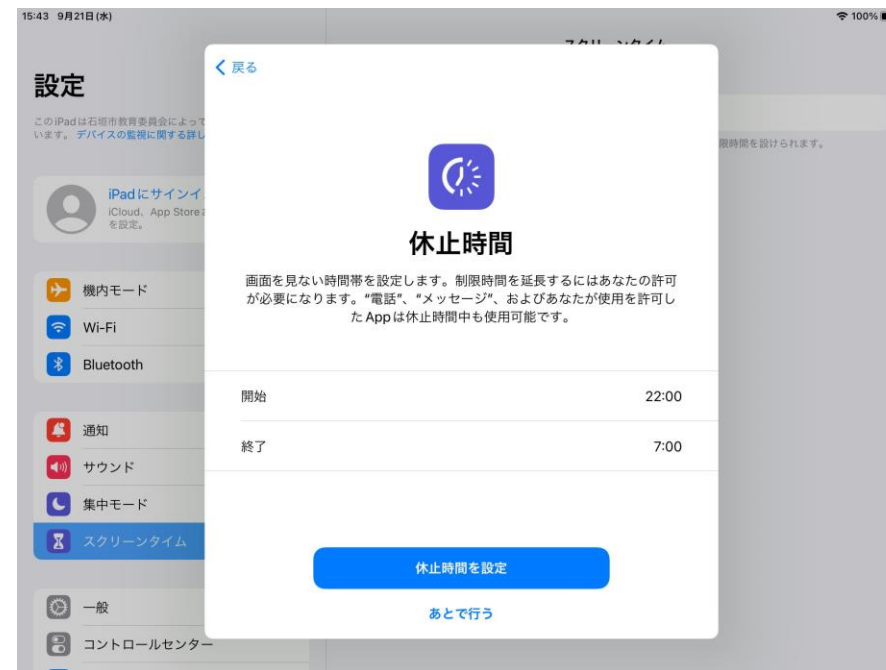 15:43 9月21日(水)
100%
スクリーンタイム
設定
このiPadは石垣市教育委員会によって
います。 デバイスの監視に関する詳し
限時間を設けられます。
iPadにサインイ
iCloud、App Store
を設定。
機内モード
Wi-Fi
Bluetooth
通知
サウンド
集中モード
スクリーンタイム
一般
コントロールセンター
戻る
休止時間
画面を見ない時間帯を設定します。制限時間を延長するにはあなたの許可
が必要になります。“電話”、“メッセージ”、およびあなたが使用を許可し
たAppは休止時間中も使用可能です。
開始 22:00
終了 7:00
休止時間を設定
あとで行う